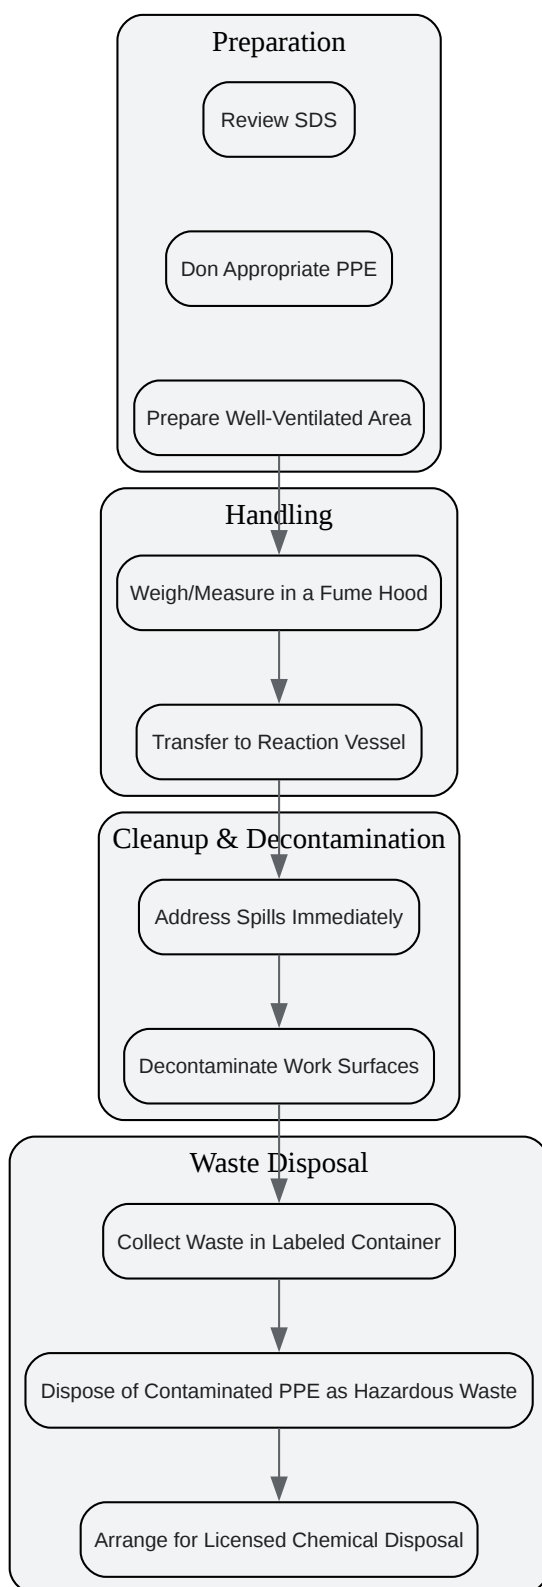 Preparation
Review SDS
Don Appropriate PPE
Prepare Well-Ventilated Area
Handling
Weigh/Measure in a Fume Hood
Transfer to Reaction Vessel
Cleanup & Decontamination
Address Spills Immediately
Decontaminate Work Surfaces
Waste Disposal
Collect Waste in Labeled Container
Dispose of Contaminated PPE as Hazardous Waste
Arrange for Licensed Chemical Disposal